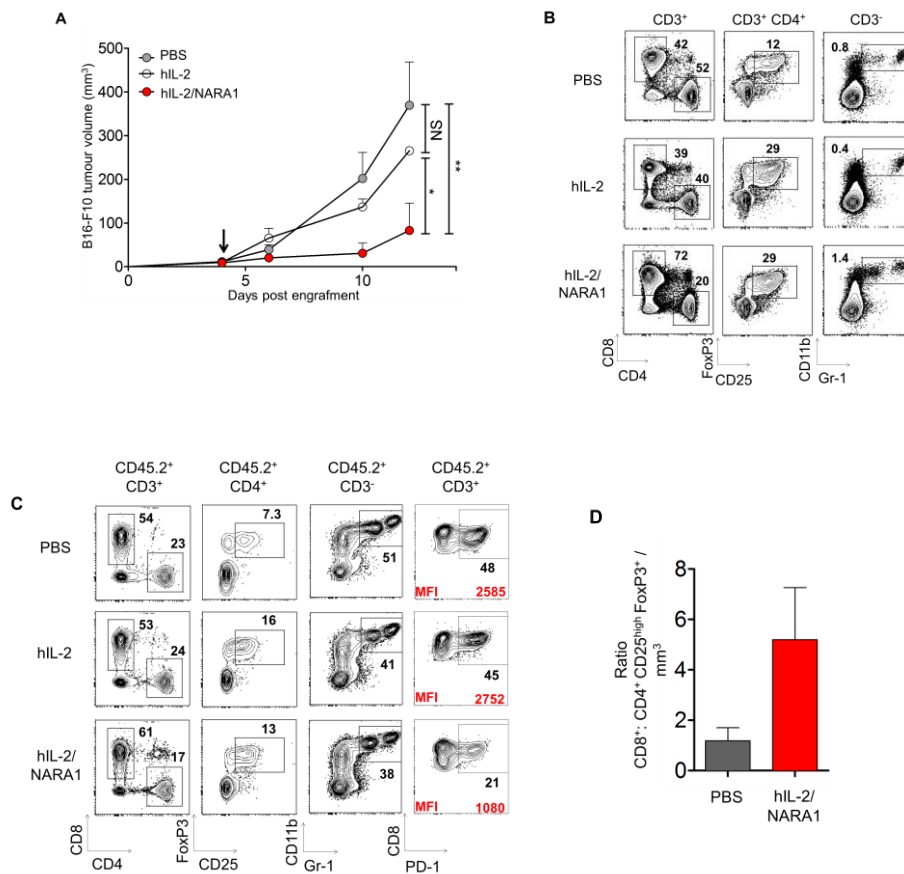 A
500
400
300
200
100
0
B16-F10 tumour volume (mm³)
PBS
hIL-2
hIL-2/NARA1
NS
*
**
5
10
Days post engrafment
B
CD3⁺
CD3⁺ CD4⁺
CD3⁻
PBS
42
52
12
0.8
hIL-2
39
40
29
0.4
hIL-2/
NARA1
72
20
29
1.4
CD8
CD4
FoxP3
CD25
CD11b
Gr-1
C
CD45.2⁺
CD3⁺
CD45.2⁺
CD4⁺
CD45.2⁺
CD3⁻
CD45.2⁺
CD3⁺
PBS
54
23
7.3
51
48
MFI 2585
hIL-2
53
24
16
41
45
MFI 2752
hIL-2/
NARA1
61
17
13
38
21
MFI 1080
CD8
CD4
FoxP3
CD25
CD11b
Gr-1
CD8
PD-1
D
Ratio
CD8⁺: CD4⁺ CD25ʰⁱᵍʰ FoxP3⁺ /
mm³
8
6
4
2
0
PBS
hIL-2/
NARA1